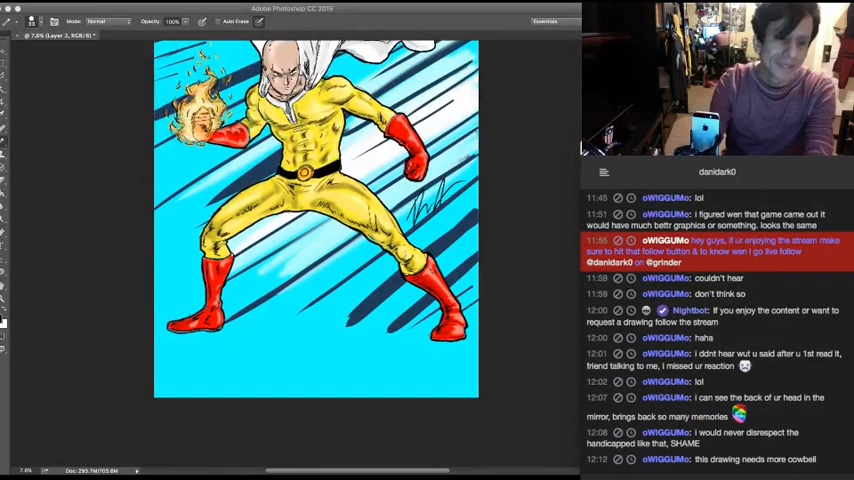 Adobe Photoshop CC 2015
Mode: Normal Opacity: 100% Auto Erase Essentials
@ 7.6% (Layer 2, RGB/8) *
danidark0
11:45 oWIGGUMo: lol
11:51 oWIGGUMo: i figured wen that game came out it
would have much bettr graphics or something. looks the same
11:55 oWIGGUMo hey guys, if ur enjoying the stream make
sure to hit that follow button & to know wen i go live follow
@danidark0 on @grinder
11:59 oWIGGUMo: couldn't hear
11:59 oWIGGUMo: don't think so
12:00 Nightbot: If you enjoy the content or want to
request a drawing follow the stream
12:00 oWIGGUMo: haha
12:01 oWIGGUMo: i ddnt hear wut u said after u 1st read it,
friend talking to me, i missed ur reaction
12:02 oWIGGUMo: lol
12:07 oWIGGUMo: i can see the back of ur head in the
mirror, brings back so many memories
12:08 oWIGGUMo: i would never disrespect the
handicapped like that, SHAME
12:12 oWIGGUMo: this drawing needs more cowbell
7.6% Doc: 293.7M/703.6M